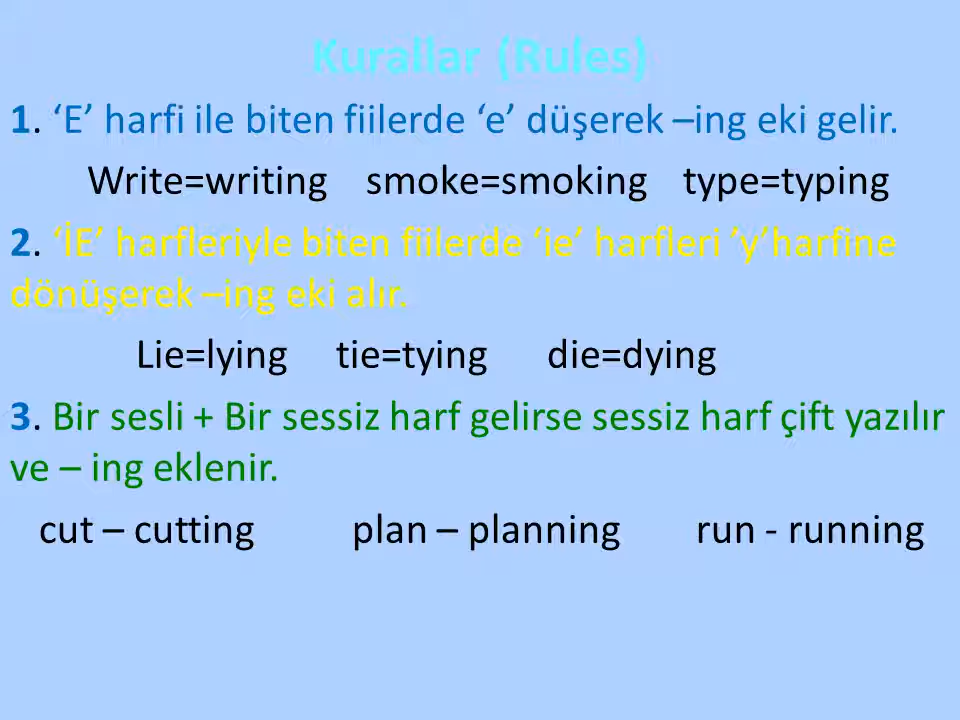 Kurallar (Rules)
1. ‘E’ harfi ile biten fiilerde ‘e’ düşerek –ing eki gelir.
Write=writing smoke=smoking type=typing
2. ‘İE’ harfleriyle biten fiilerde ‘ie’ harfleri ‘y’harfine
dönüşerek –ing eki alır.
Lie=lying tie=tying die=dying
3. Bir sesli + Bir sessiz harf gelirse sessiz harf çift yazılır
ve – ing eklenir.
cut – cutting plan – planning run - running